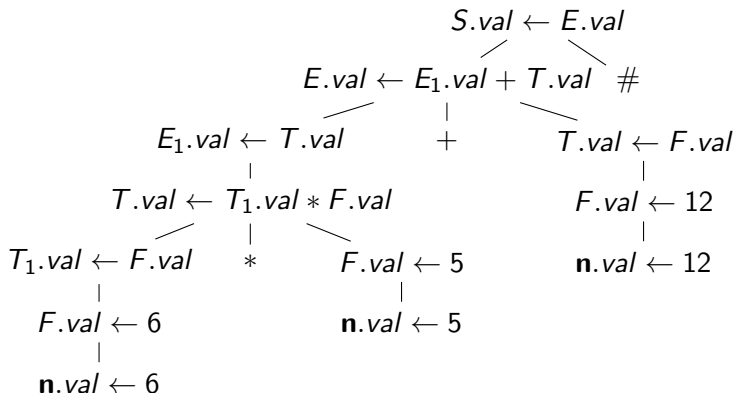 S.val ← E.val
E.val ← E₁.val + T.val #
E₁.val ← T.val + T.val ← F.val
T.val ← T₁.val * F.val F.val ← 12
T₁.val ← F.val * F.val ← 5 n.val ← 12
F.val ← 6 n.val ← 5
n.val ← 6